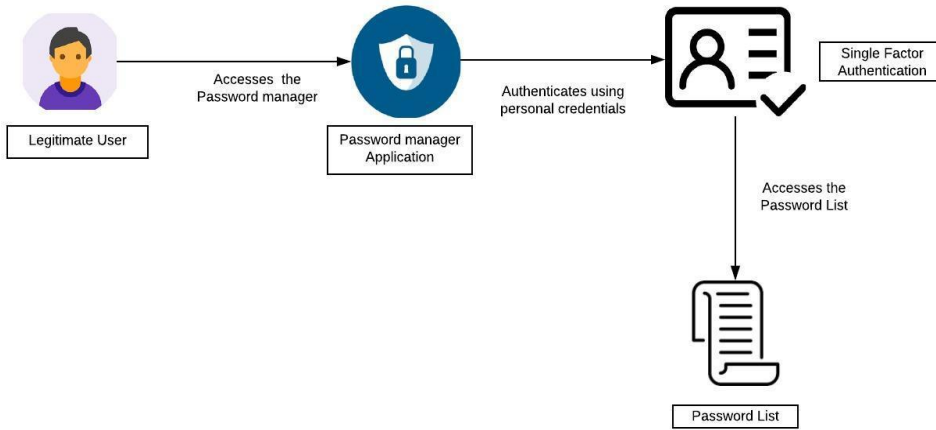 Accesses the
Password manager
Authenticates using
personal credentials
Single Factor
Authentication
Legitimate User
Password manager
Application
Accesses the
Password List
Password List